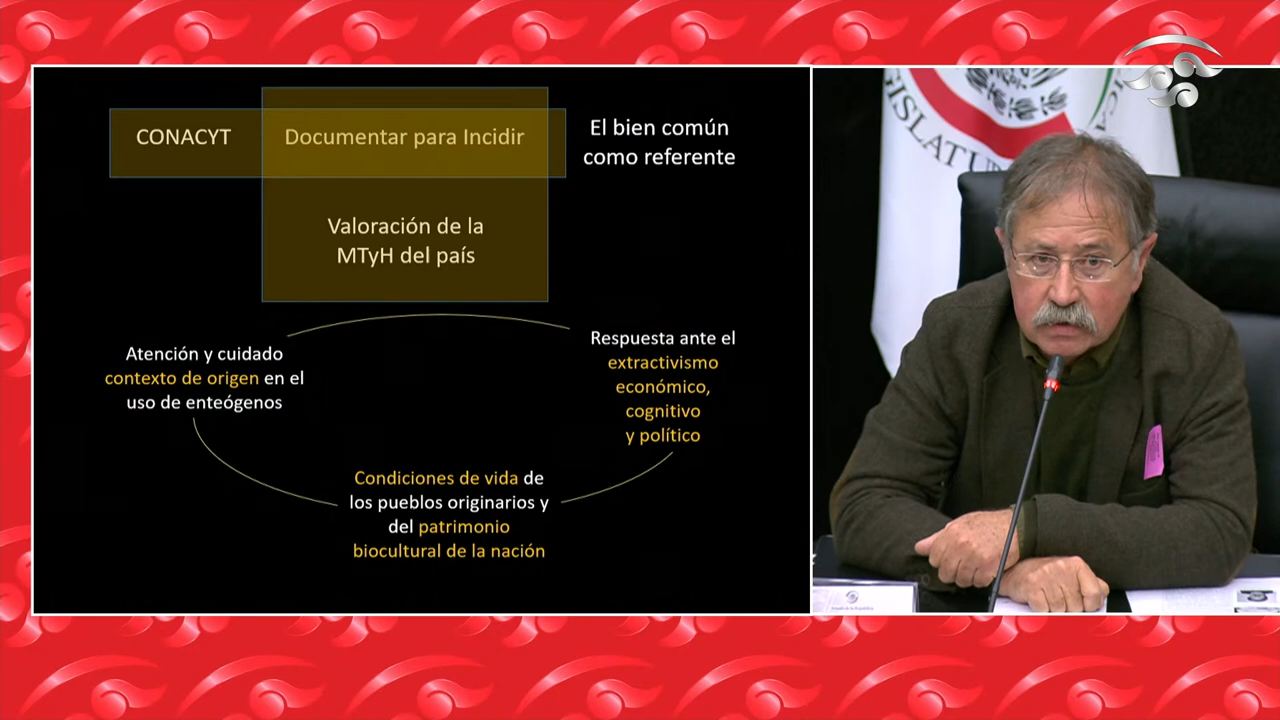 CONACYT
Documentar para Incidir
El bien común
como referente
Valoración de la
MTyH del país
Atención y cuidado
contexto de origen en el
uso de enteógenos
Respuesta ante el
extractivismo
económico,
cognitivo
y político
Condiciones de vida de
los pueblos originarios y
del patrimonio
biocultural de la nación